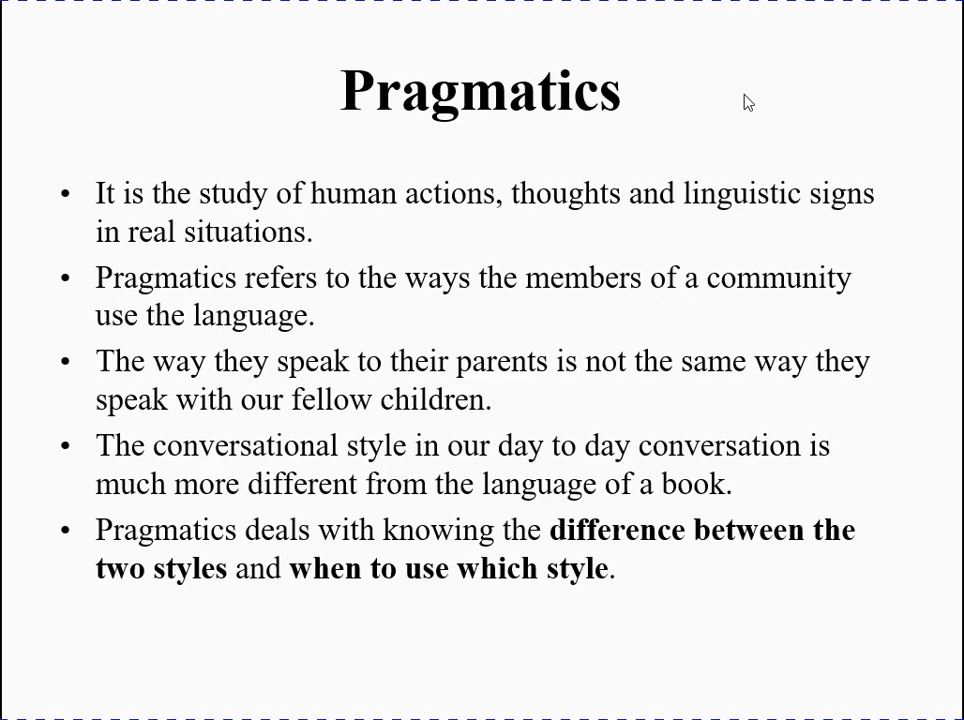 Pragmatics
• It is the study of human actions, thoughts and linguistic signs
in real situations.
• Pragmatics refers to the ways the members of a community
use the language.
• The way they speak to their parents is not the same way they
speak with our fellow children.
• The conversational style in our day to day conversation is
much more different from the language of a book.
• Pragmatics deals with knowing the difference between the
two styles and when to use which style.